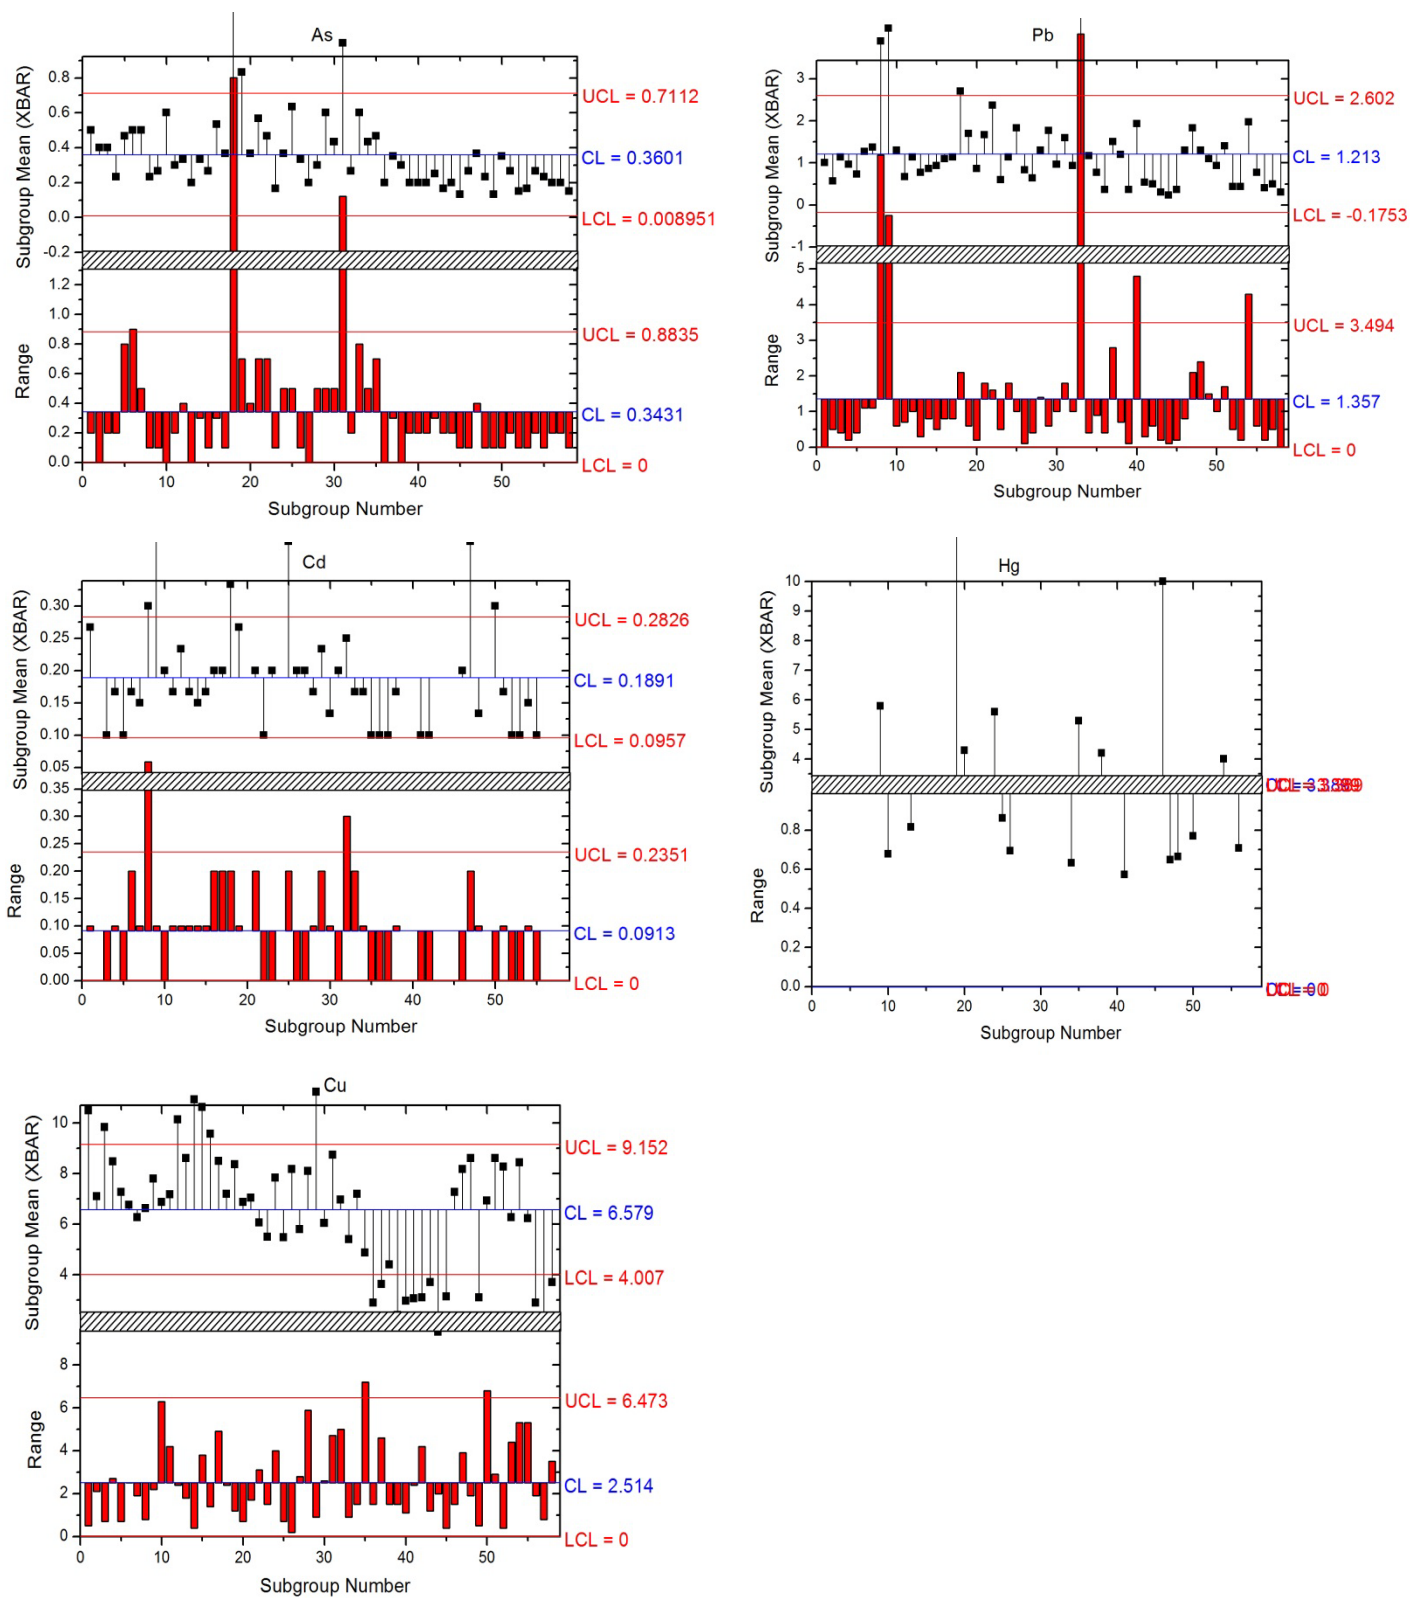 As
Subgroup Mean (XBAR)
0.8
0.6
0.4
0.2
0.0
-0.2
UCL = 0.7112
CL = 0.3601
LCL = 0.008951
Range
1.2
1.0
0.8
0.6
0.4
0.2
0.0
UCL = 0.8835
CL = 0.3431
LCL = 0
0 10 20 30 40 50
Subgroup Number
Pb
Subgroup Mean (XBAR)
3
2
1
0
-1
UCL = 2.602
CL = 1.213
LCL = -0.1753
Range
5
4
3
2
1
0
UCL = 3.494
CL = 1.357
LCL = 0
0 10 20 30 40 50
Subgroup Number
Cd
Subgroup Mean (XBAR)
0.30
0.25
0.20
0.15
0.10
0.05
UCL = 0.2826
CL = 0.1891
LCL = 0.0957
Range
0.35
0.30
0.25
0.20
0.15
0.10
0.05
0.00
UCL = 0.2351
CL = 0.0913
LCL = 0
0 10 20 30 40 50
Subgroup Number
Hg
Subgroup Mean (XBAR)
10
9
8
7
6
5
4
Range
0.8
0.6
0.4
0.2
0.0
0 10 20 30 40 50
Subgroup Number
Cu
Subgroup Mean (XBAR)
10
8
6
4
UCL = 9.152
CL = 6.579
LCL = 4.007
Range
8
6
4
2
0
UCL = 6.473
CL = 2.514
LCL = 0
0 10 20 30 40 50
Subgroup Number